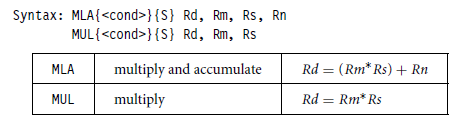 Syntax: MLA{<cond>}{S} Rd, Rm, Rs, Rn
MUL{<cond>}{S} Rd, Rm, Rs
MLA multiply and accumulate Rd = (Rm*Rs) + Rn
MUL multiply Rd = Rm*Rs